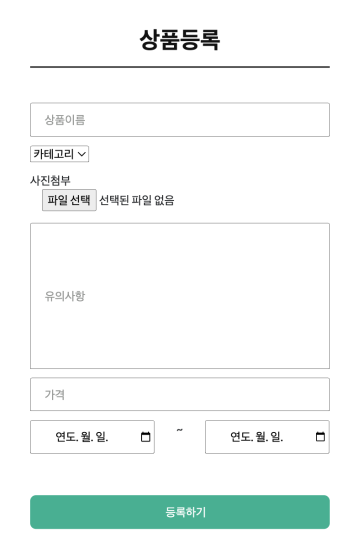 상품등록
상품이름
카테고리
사진첨부
파일 선택 선택된 파일 없음
유의사항
가격
연도. 월. 일. ~ 연도. 월. 일.
등록하기